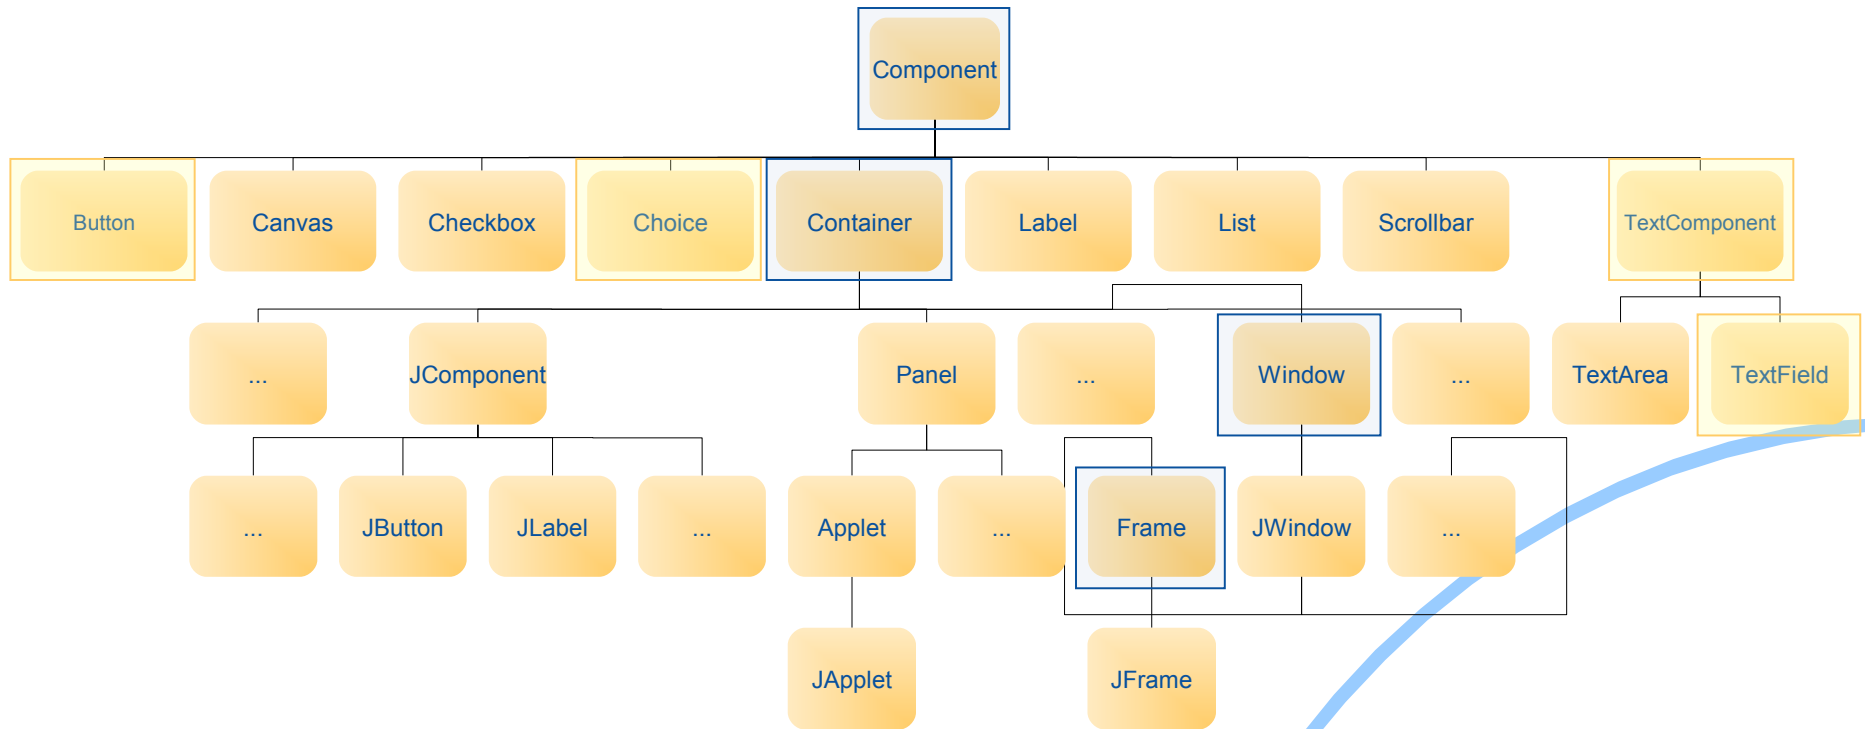 Component
Button
Canvas
Checkbox
Choice
Container
Label
List
Scrollbar
TextComponent
...
JComponent
Panel
...
Window
...
TextArea
TextField
...
JButton
JLabel
...
Applet
...
Frame
JWindow
...
JApplet
JFrame